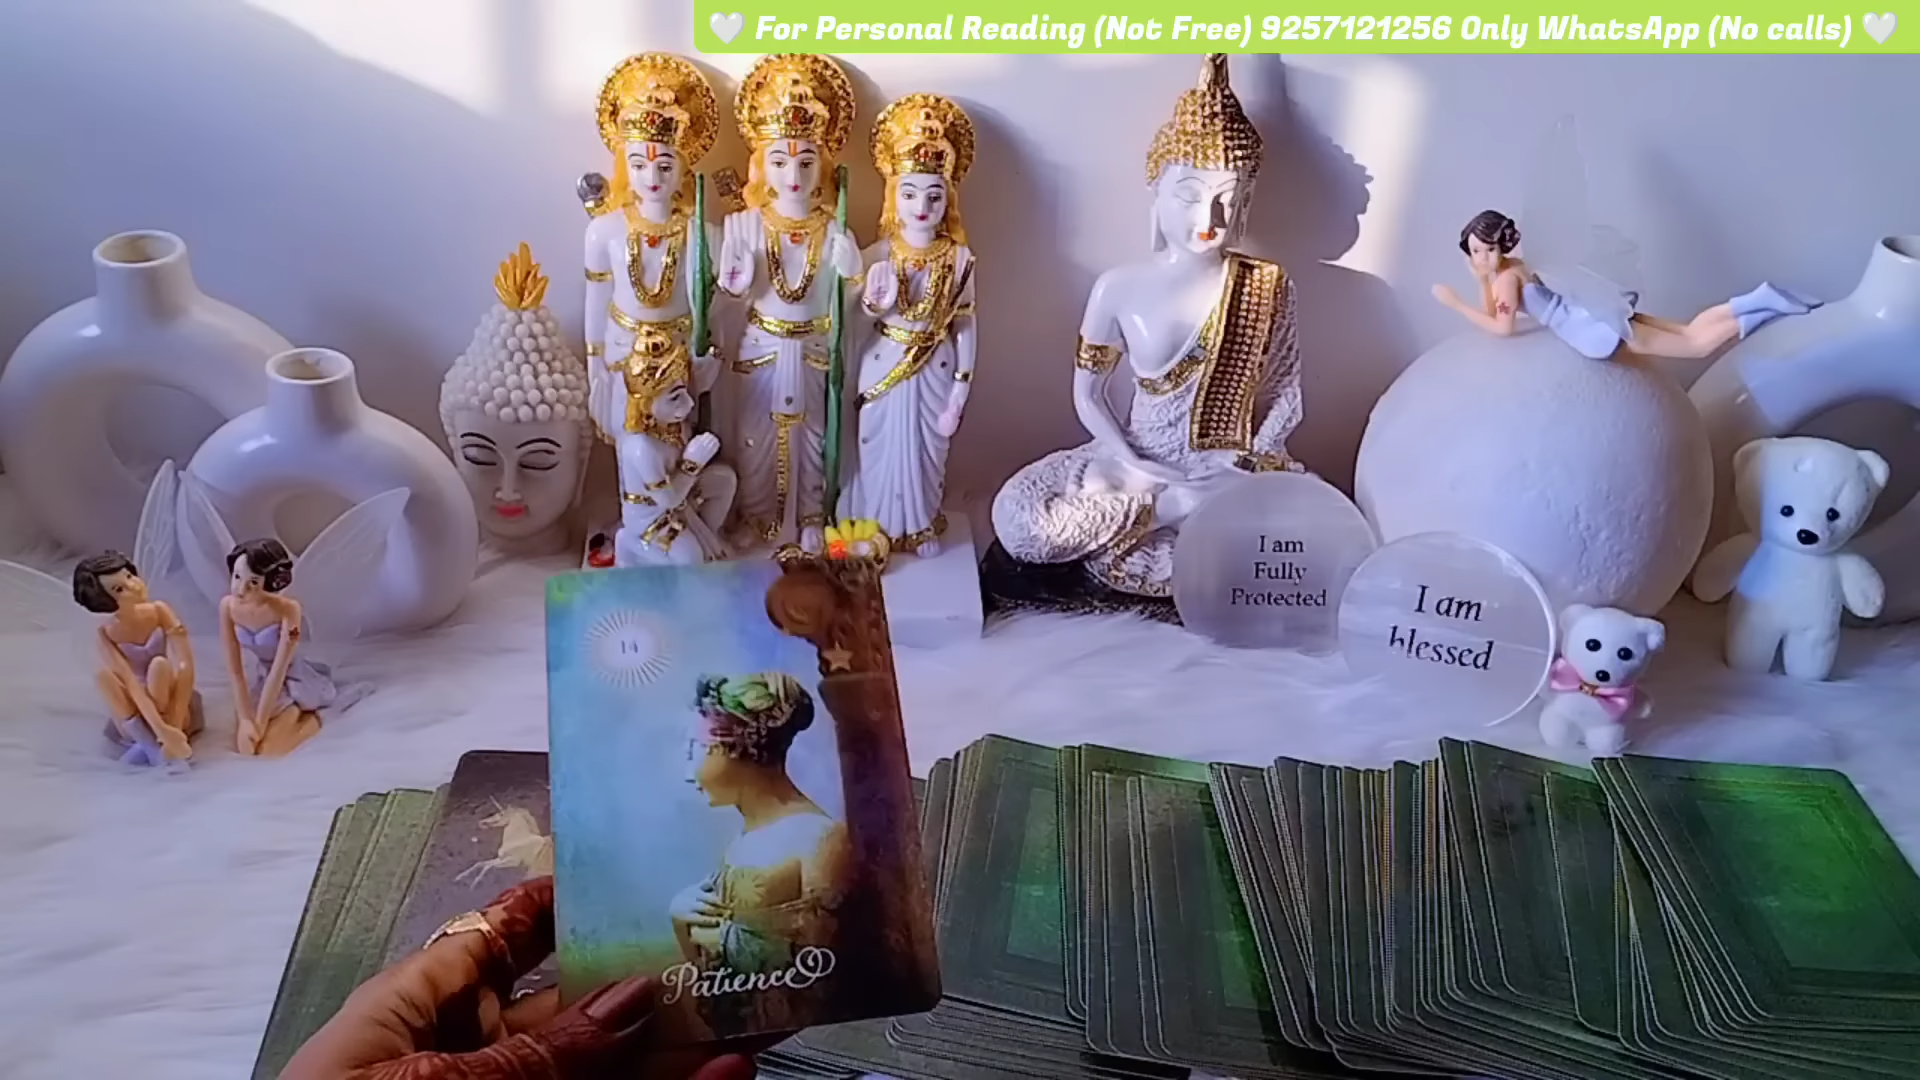 🤍 For Personal Reading (Not Free) 9257121256 Only WhatsApp (No calls) 🤍
I am
Fully
Protected
I am
blessed
14
Patience